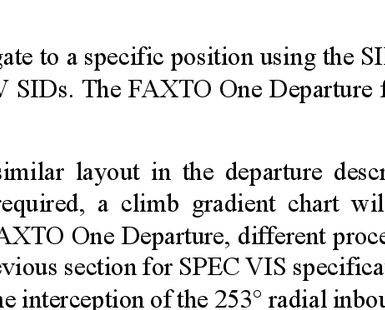 gate to a specific position using the SI
V SIDs. The FAXTO One Departure f
similar layout in the departure descr
required, a climb gradient chart wil
AXTO One Departure, different proce
evious section for SPEC VIS specifica
ne interception of the 253° radial inbou